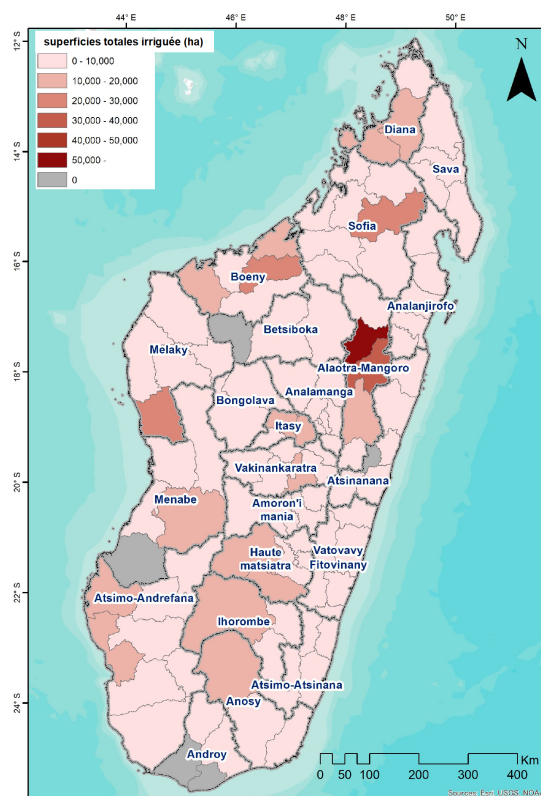 44° E
46° E
48° E
50° E
12° S
14° S
16° S
18° S
20° S
22° S
24° S
superficies totales irriguée (ha)
0 - 10,000
10,000 - 20,000
20,000 - 30,000
30,000 - 40,000
40,000 - 50,000
50,000 -
0
N
Diana
Sava
Sofia
Boeny
Analanjirofo
Betsiboka
Melaky
Alaotra-Mangoro
Bongolava
Analamanga
Itasy
Vakinankaratra
Atsinanana
Menabe
Amoron'i
mania
Haute
matsiatra
Vatovavy
Fitovinany
Atsimo-Andrefana
Ihorombe
Atsimo-Atsinana
Anosy
Androy
Km
0 50 100 200 300 400
Sources: Esri, USGS, NOAA